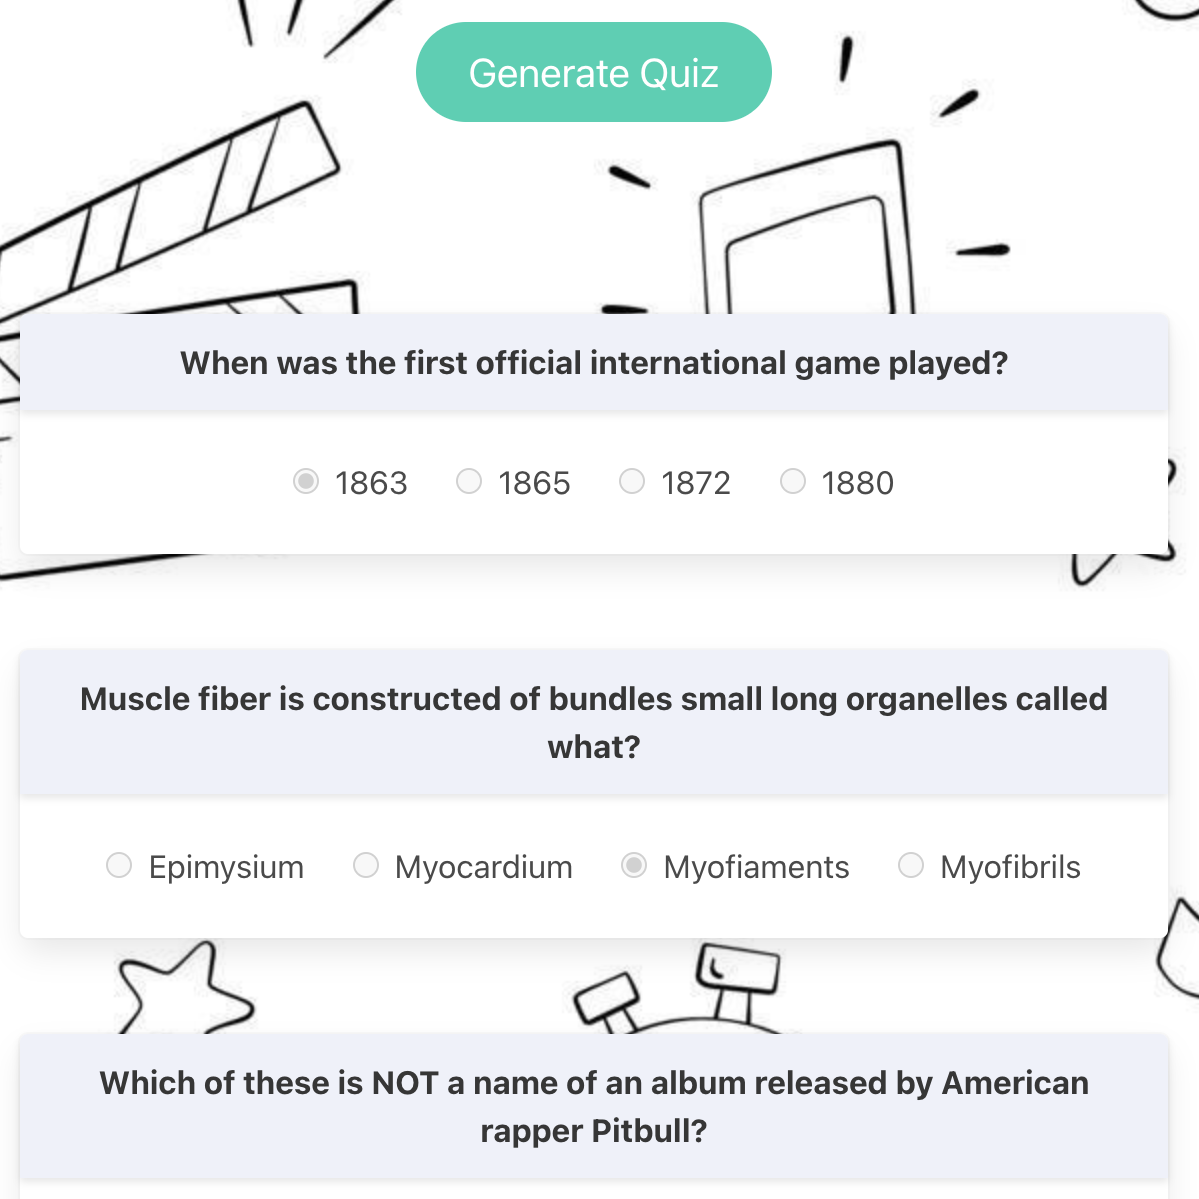 Generate Quiz
When was the first official international game played?
1863 1865 1872 1880
Muscle fiber is constructed of bundles small long organelles called
what?
Epimysium Myocardium Myofiaments Myofibrils
Which of these is NOT a name of an album released by American
rapper Pitbull?